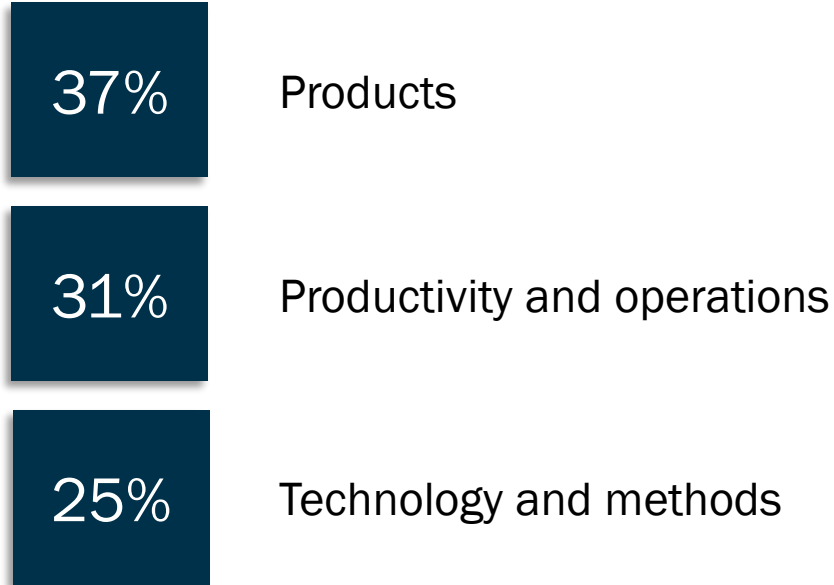 37% Products
31% Productivity and operations
25% Technology and methods